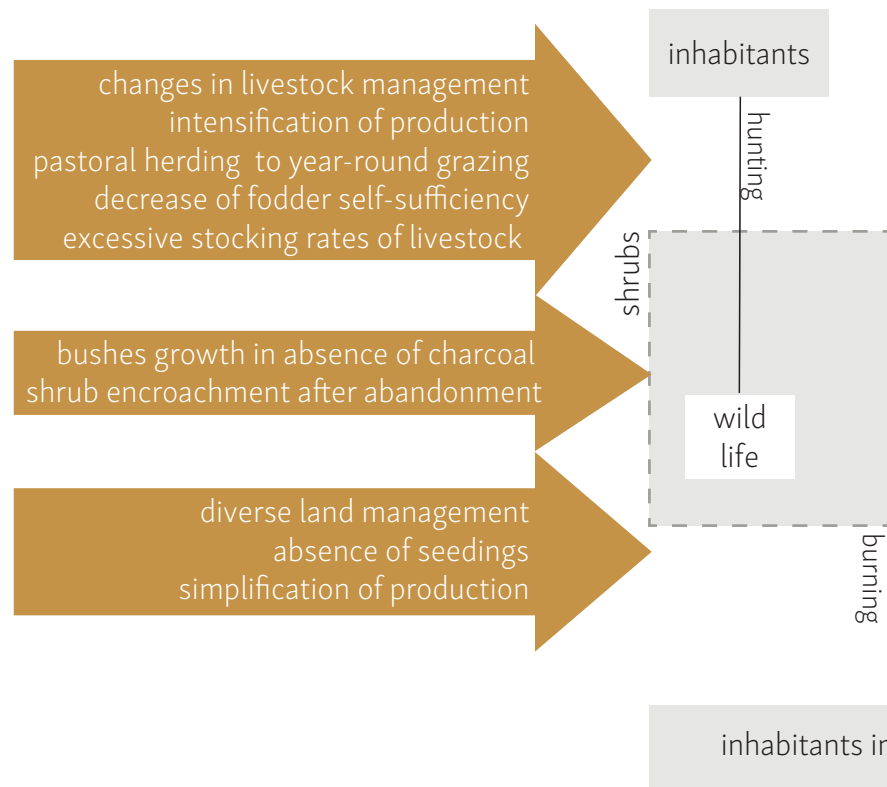 changes in livestock management
intensification of production
pastoral herding to year-round grazing
decrease of fodder self-sufficiency
excessive stocking rates of livestock
bushes growth in absence of charcoal
shrub encroachment after abandonment
diverse land management
absence of seedings
simplification of production
inhabitants
hunting
shrubs
wild
life
burning
inhabitants